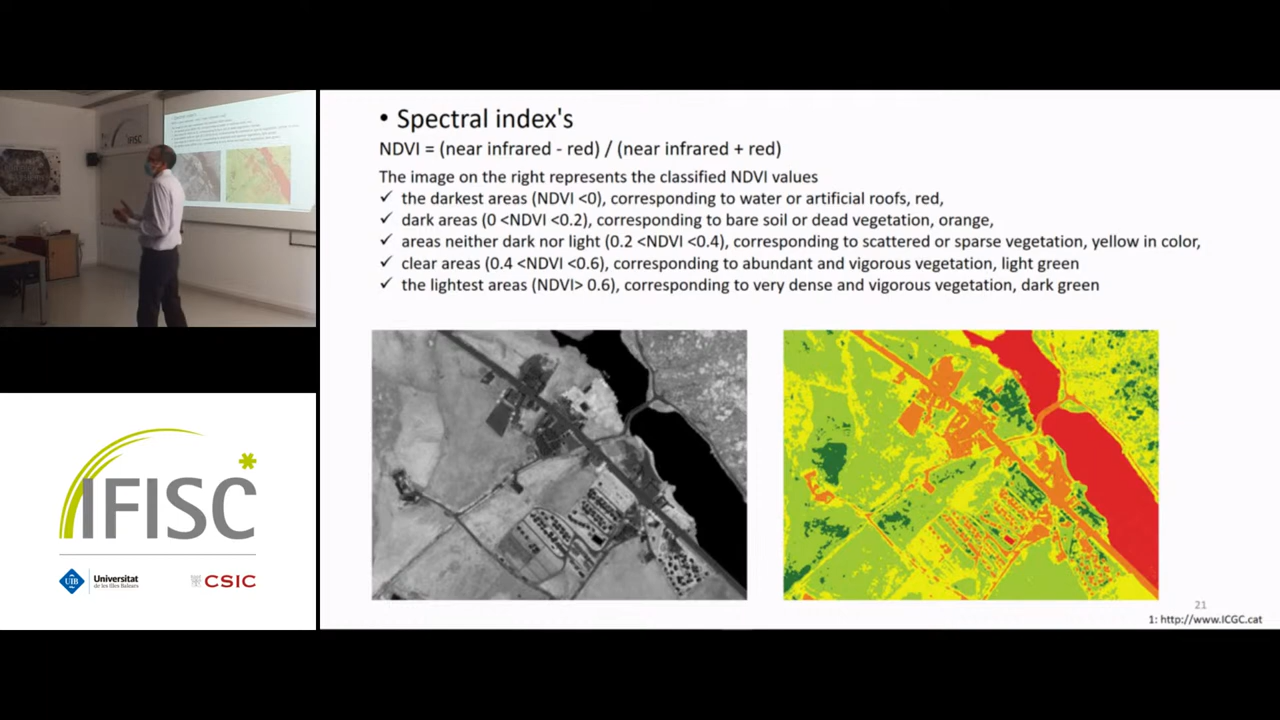 • Spectral index's
NDVI = (near infrared - red) / (near infrared + red)
The image on the right represents the classified NDVI values
✓ the darkest areas (NDVI <0), corresponding to water or artificial roofs, red,
✓ dark areas (0 <NDVI <0.2), corresponding to bare soil or dead vegetation, orange,
✓ areas neither dark nor light (0.2 <NDVI <0.4), corresponding to scattered or sparse vegetation, yellow in color,
✓ clear areas (0.4 <NDVI <0.6), corresponding to abundant and vigorous vegetation, light green
✓ the lightest areas (NDVI> 0.6), corresponding to very dense and vigorous vegetation, dark green
21
1: http://www.ICGC.cat
IFISC
IFISC
UIB
Universitat
de les Illes Balears
CSIC